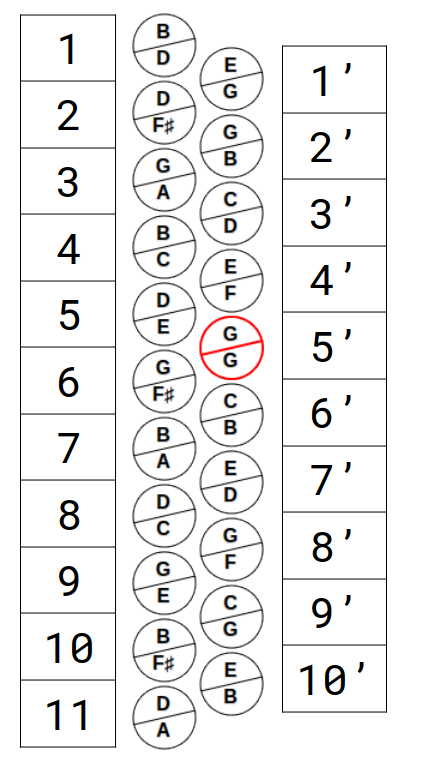 1 B D
E G 1’
2 D F♯
G B 2’
3 G A
C D 3’
4 B C
E F 4’
5 D E
G G 5’
6 G F♯
C B 6’
7 B A
E D 7’
8 D C
G F 8’
9 G E
C G 9’
10 B F♯
E B 10’
11 D A